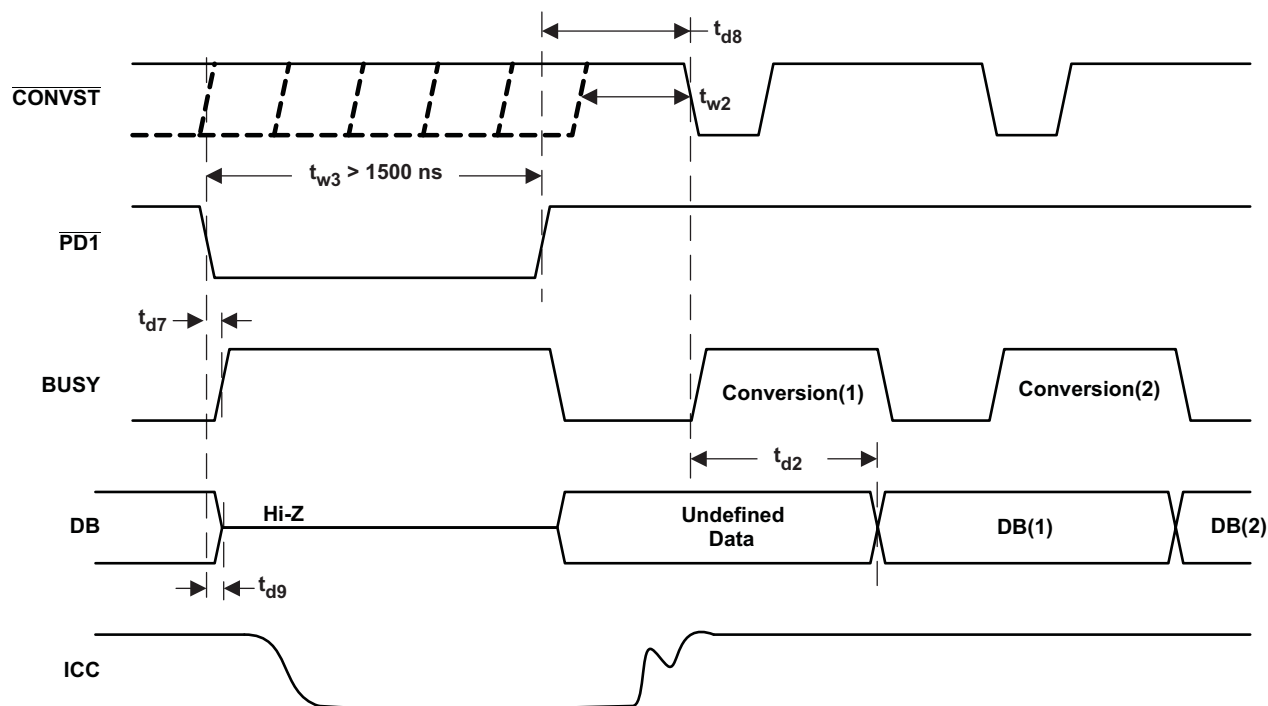 td8
CONVST
tw2
tw3 > 1500 ns
PD1
td7
BUSY
Conversion(1)
Conversion(2)
td2
DB
Hi-Z
Undefined
Data
DB(1)
DB(2)
td9
ICC